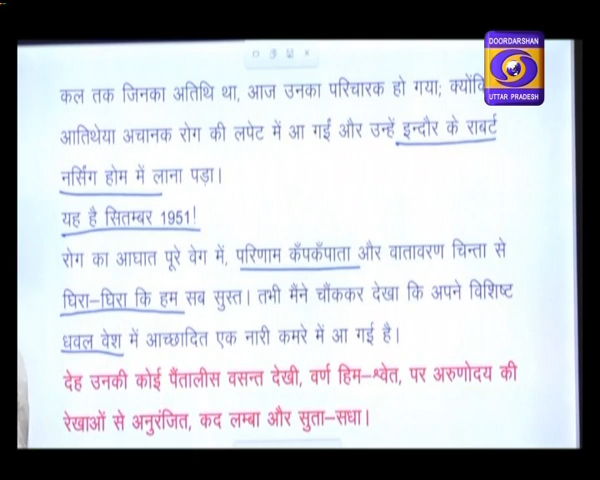 DOORDARSHAN
UTTAR PRADESH
कल तक जिनका अतिथि था, आज उनका परिचारक हो गया; क्योंकि
आतिथेया अचानक रोग की लपेट में आ गईं और उन्हें इन्दौर के राबर्ट
नर्सिंग होम में लाना पड़ा।
यह है सितम्बर 1951!
रोग का आघात पूरे वेग में, परिणाम कँपकँपाता और वातावरण चिन्ता से
घिरा-घिरा कि हम सब सुस्त। तभी मैंने चौंककर देखा कि अपने विशिष्ट
धवल वेश में आच्छादित एक नारी कमरे में आ गई है।
देह उनकी कोई पैंतालीस वसन्त देखी, वर्ण हिम-श्वेत, पर अरुणोदय की
रेखाओं से अनुरंजित, कद लम्बा और सुता-सधा।